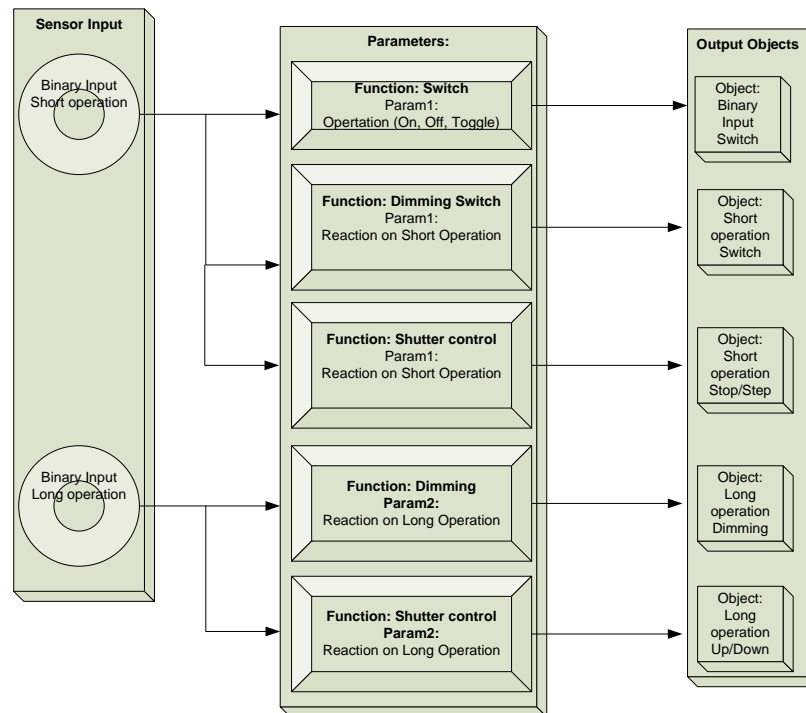 Sensor Input
Binary Input
Short operation
Binary Input
Long operation
Parameters:
Function: Switch
Param1:
Opertation (On, Off, Toggle)
Function: Dimming Switch
Param1:
Reaction on Short Operation
Function: Shutter control
Param1:
Reaction on Short Operation
Function: Dimming
Param2:
Reaction on Long Operation
Function: Shutter control
Param2:
Reaction on Long Operation
Output Objects
Object:
Binary
Input
Switch
Object:
Short
operation
Switch
Object:
Short
operation
Stop/Step
Object:
Long
operation
Dimming
Object:
Long
operation
Up/Down